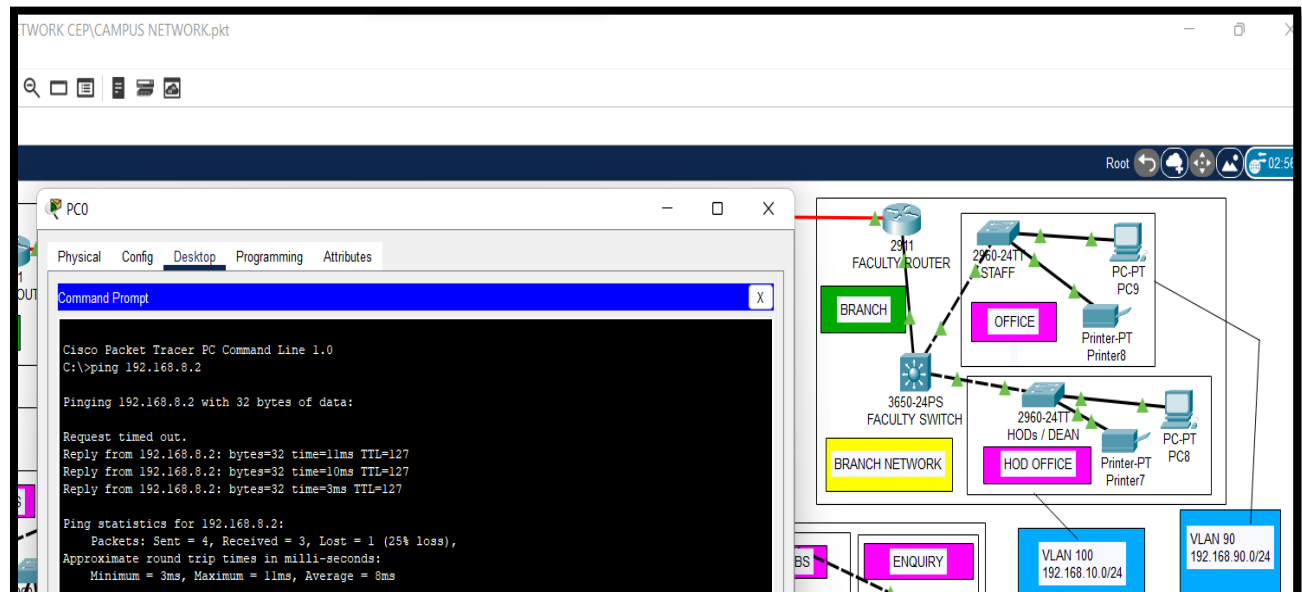 ETWORK CEP\CAMPUS NETWORK.pkt
Root
02:56
PC0
Physical Config Desktop Programming Attributes
Command Prompt
X
Cisco Packet Tracer PC Command Line 1.0
C:\>ping 192.168.8.2
Pinging 192.168.8.2 with 32 bytes of data:
Request timed out.
Reply from 192.168.8.2: bytes=32 time=11ms TTL=127
Reply from 192.168.8.2: bytes=32 time=10ms TTL=127
Reply from 192.168.8.2: bytes=32 time=3ms TTL=127
Ping statistics for 192.168.8.2:
Packets: Sent = 4, Received = 3, Lost = 1 (25% loss),
Approximate round trip times in milli-seconds:
Minimum = 3ms, Maximum = 11ms, Average = 8ms
2911
FACULTY ROUTER
BRANCH
2960-24TT
STAFF
PC-PT
PC9
OFFICE
Printer-PT
Printer8
3650-24PS
FACULTY SWITCH
2960-24TT
HODs / DEAN
PC-PT
PC8
Printer-PT
Printer7
BRANCH NETWORK
HOD OFFICE
BS
ENQUIRY
VLAN 100
192.168.10.0/24
VLAN 90
192.168.90.0/24